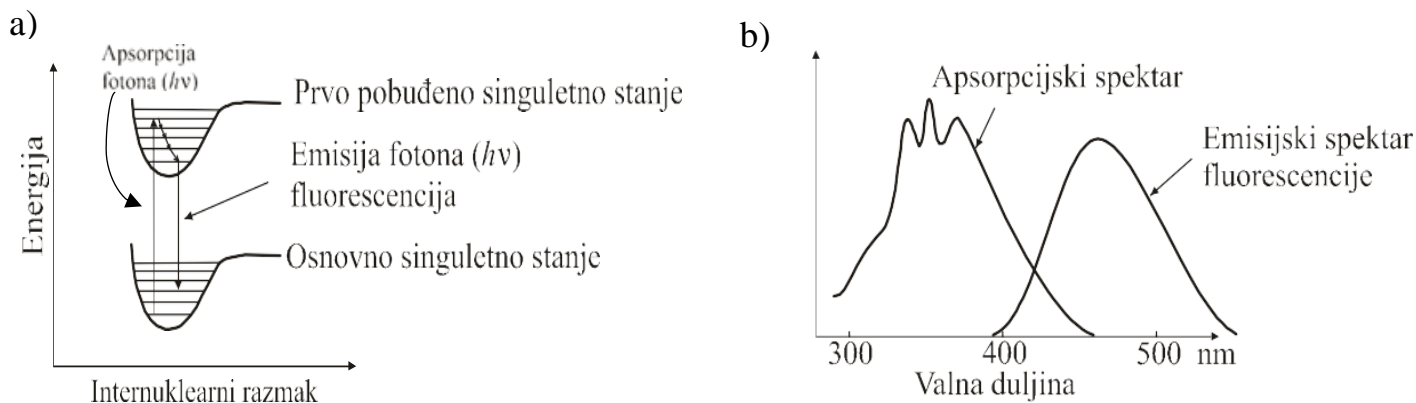 a)
Apsorpcija
fotona (hν)
Prvo pobuđeno singuletno stanje
Emisija fotona (hν)
fluorescencija
Osnovno singuletno stanje
Energija
Internuklearni razmak
b)
Apsorpcijski spektar
Emisijski spektar
fluorescencije
300 400 500 nm
Valna duljina